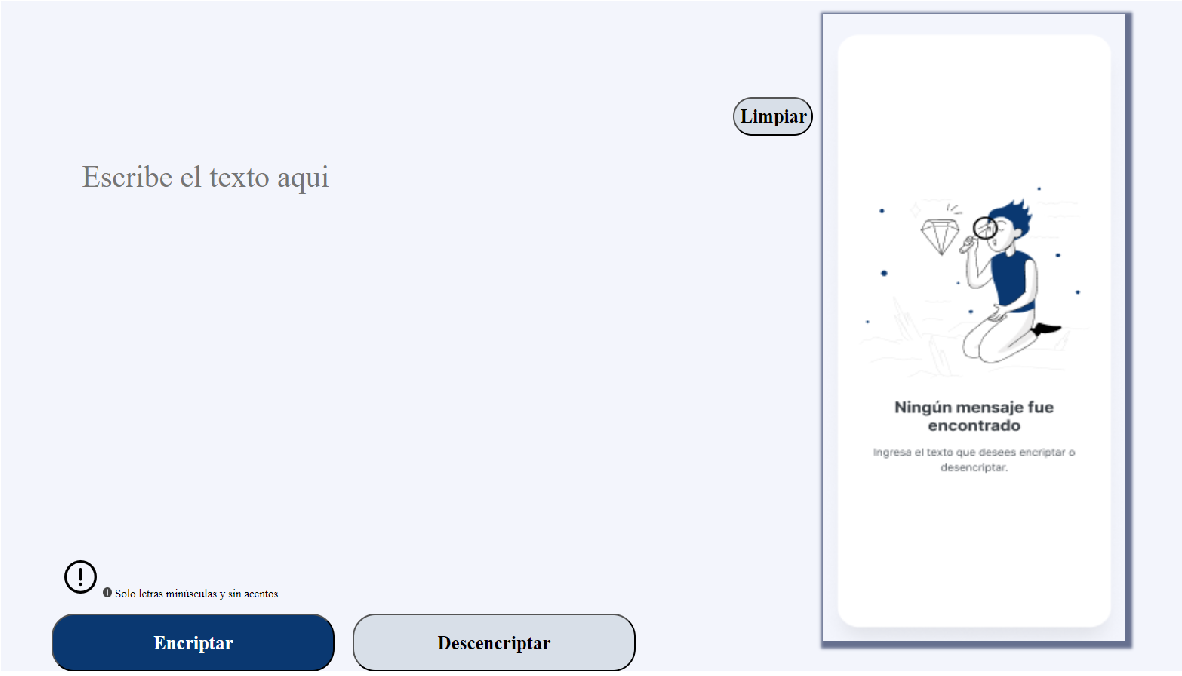 Limpiar
Escribe el texto aqui
Ningún mensaje fue
encontrado
Ingresa el texto que desees encriptar o
desencriptar.
Solo letras minúsculas y sin acentos
Encriptar
Descencriptar